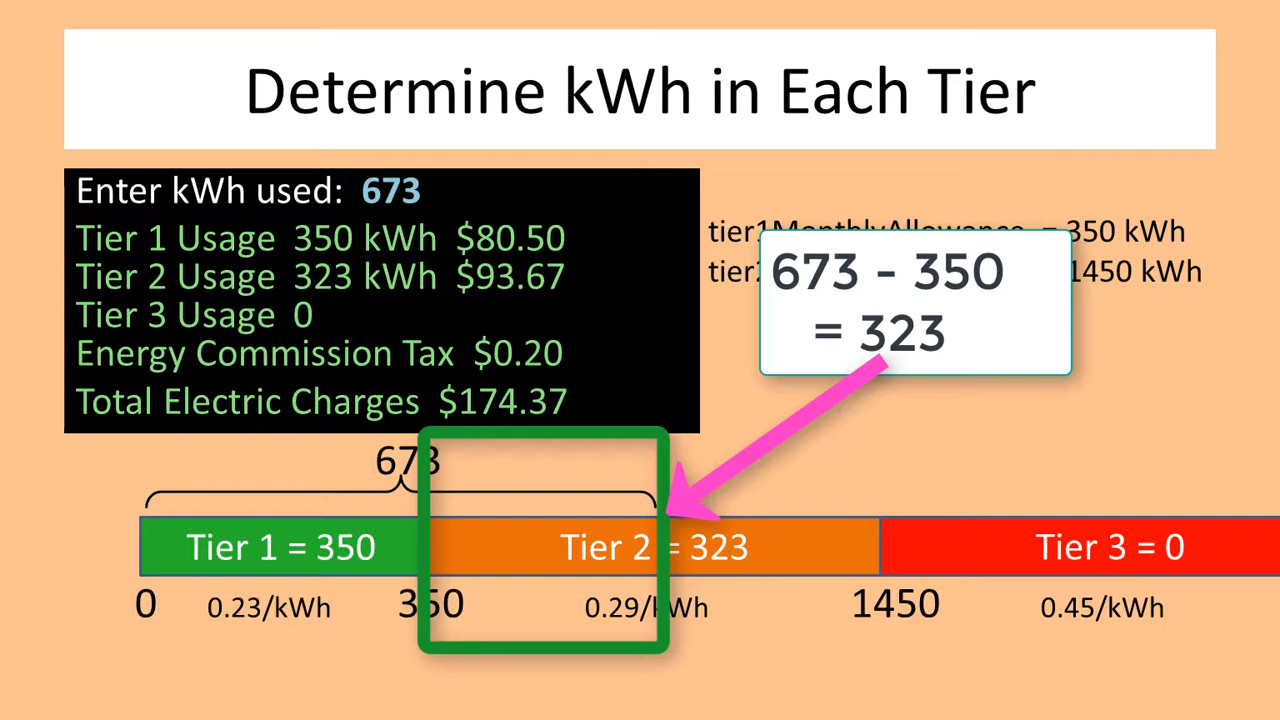 Determine kWh in Each Tier
Enter kWh used: 673
Tier 1 Usage 350 kWh $80.50
Tier 2 Usage 323 kWh $93.67
Tier 3 Usage 0
Energy Commission Tax $0.20
Total Electric Charges $174.37
tier1MonthlyAllowance = 350 kWh
1450 kWh
673 - 350
= 323
673
Tier 1 = 350
Tier 2 = 323
Tier 3 = 0
0
0.23/kWh
350
0.29/kWh
1450
0.45/kWh